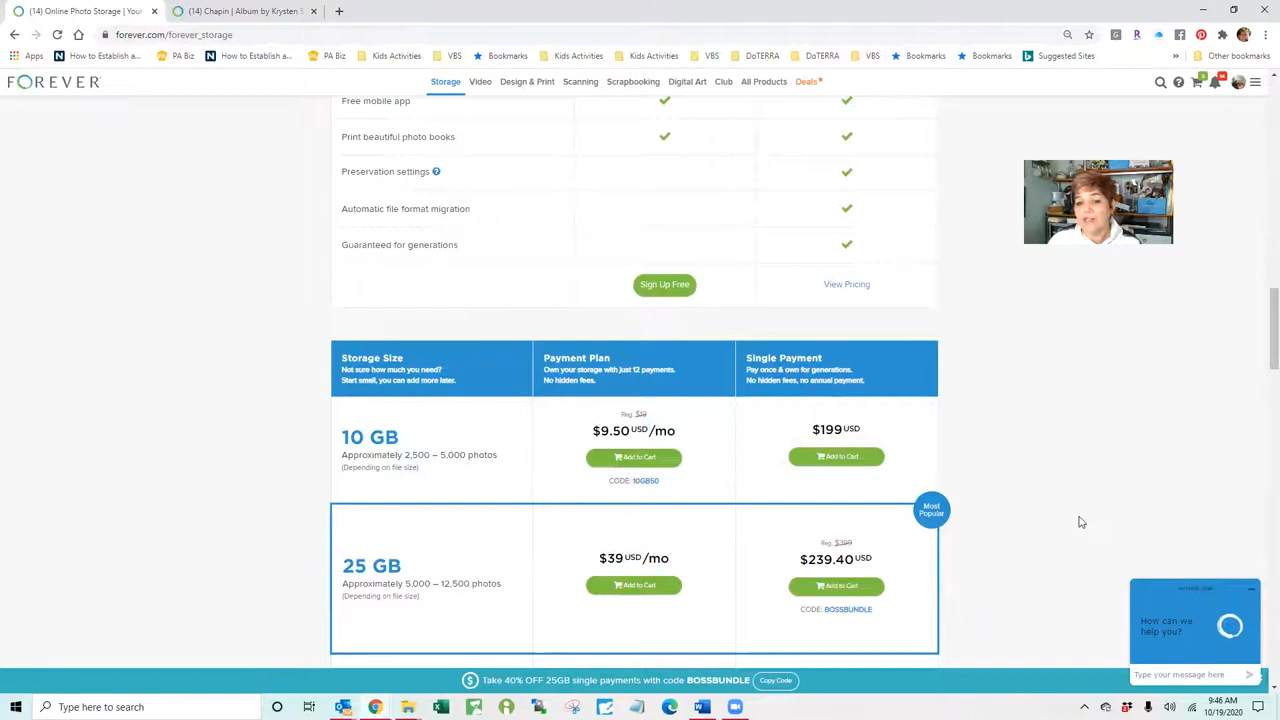 (14) Online Photo Storage | Your
(14) Chapin | Album by Krysten S
forever.com/forever_storage
Apps
How to Establish a...
PA Biz
How to Establish a...
PA Biz
Kids Activities
VBS
Bookmarks
Kids Activities
Kids Activities
VBS
DoTERRA
DoTERRA
VBS
Bookmarks
Bookmarks
Suggested Sites
Other bookmarks
FOREVER
Storage
Video
Design & Print
Scanning
Scrapbooking
Digital Art
Club
All Products
Deals
14
Free mobile app
Print beautiful photo books
Preservation settings ?
Automatic file format migration
Guaranteed for generations
Sign Up Free
View Pricing
Storage Size
Not sure how much you need?
Start small, you can add more later.
Payment Plan
Own your storage with just 12 payments.
No hidden fees.
Single Payment
Pay once & own for generations.
No hidden fees, no annual payment.
10 GB
Approximately 2,500 – 5,000 photos
(Depending on file size)
Reg. $19
$9.50 USD /mo
Add to Cart
CODE: 10GB50
$199 USD
Add to Cart
Most
Popular
25 GB
Approximately 5,000 – 12,500 photos
(Depending on file size)
$39 USD /mo
Add to Cart
Reg. $399
$239.40 USD
Add to Cart
CODE: BOSSBUNDLE
How can we
help you?
Type your message here
$ Take 40% OFF 25GB single payments with code BOSSBUNDLE
Copy Code
Type here to search
9:46 AM
10/19/2020